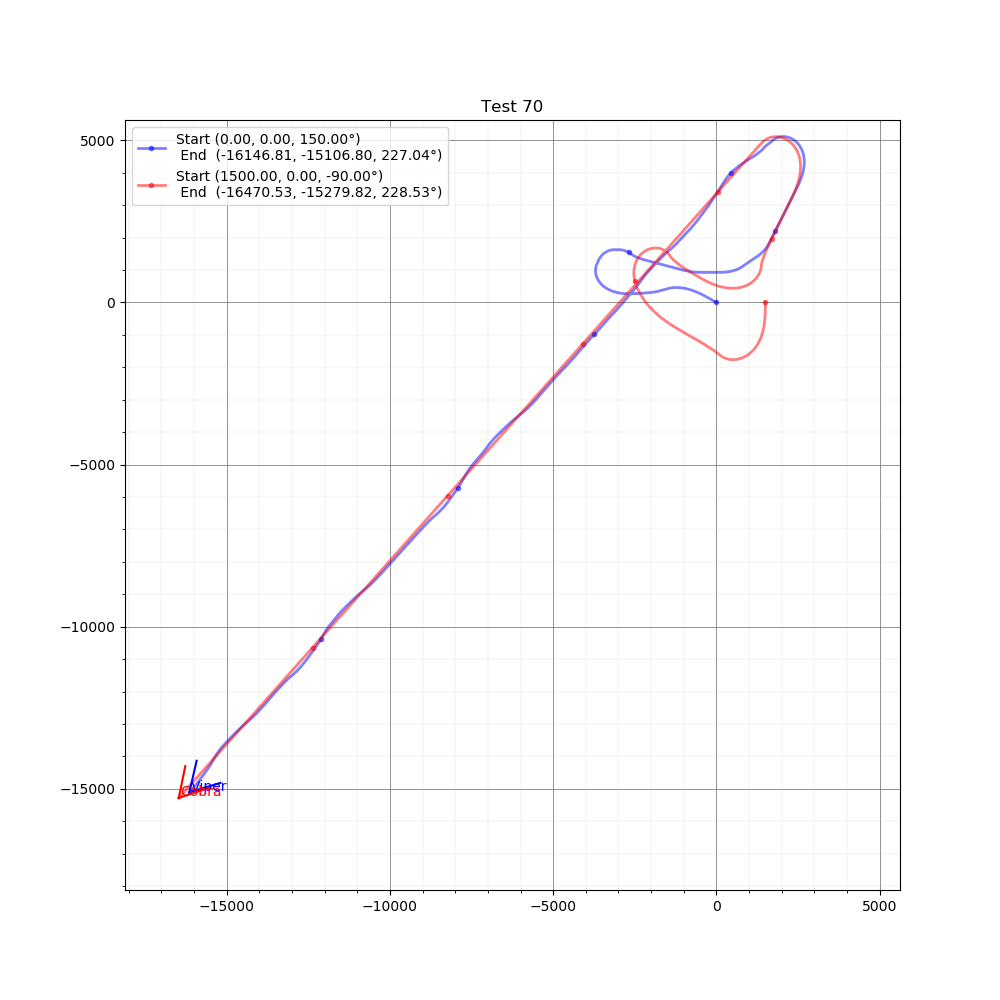 Test 70
Start (0.00, 0.00, 150.00°)
End (-16146.81, -15106.80, 227.04°)
Start (1500.00, 0.00, -90.00°)
End (-16470.53, -15279.82, 228.53°)
5000
0
−5000
−10000
−15000
Viper
Cobra
−15000 −10000 −5000 0 5000